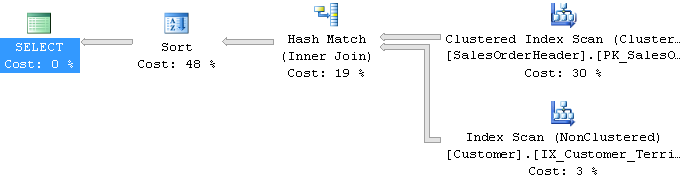 SELECT
Cost: 0 %
Sort
Cost: 48 %
Hash Match
(Inner Join)
Cost: 19 %
Clustered Index Scan (Cluster…
[SalesOrderHeader].[PK_SalesO…
Cost: 30 %
Index Scan (NonClustered)
[Customer].[IX_Customer_Terri…
Cost: 3 %